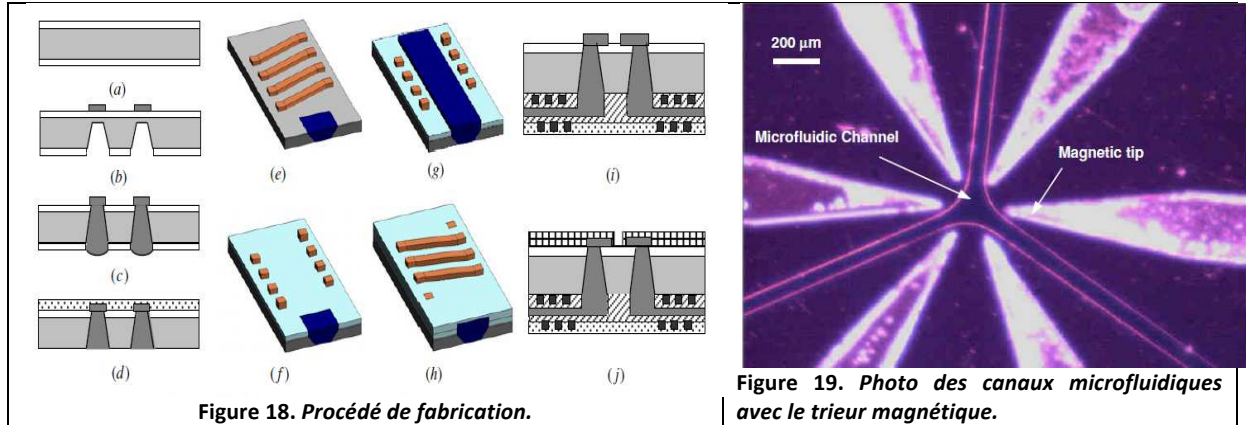 (a)
(b)
(c)
(d)
(e)
(f)
(g)
(h)
(i)
(j)
Figure 18. Procédé de fabrication.
200 μm
Microfluidic Channel
Magnetic tip
Figure 19. Photo des canaux microfluidiques
avec le trieur magnétique.